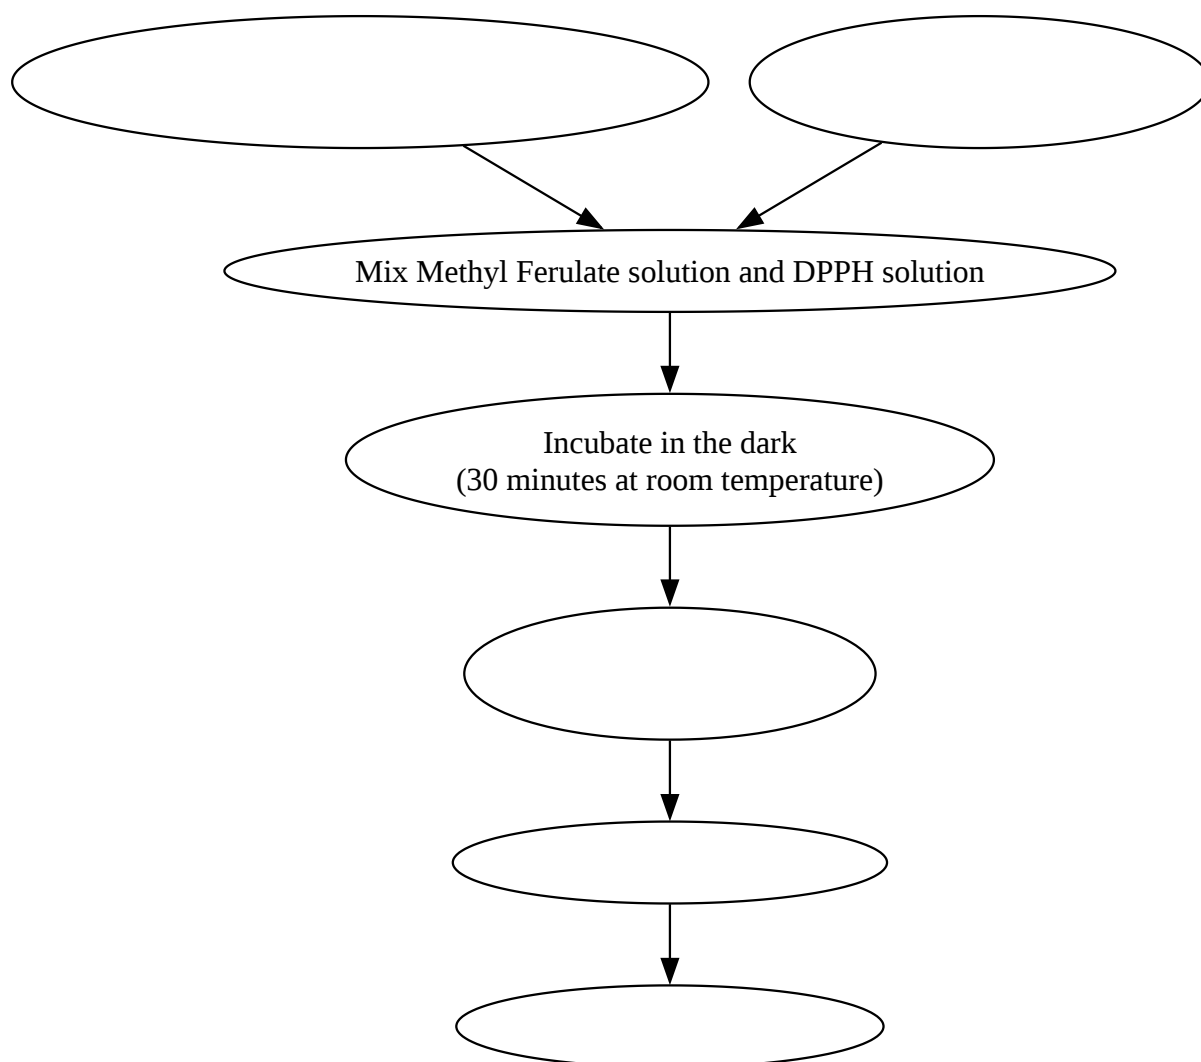 Mix Methyl Ferulate solution and DPPH solution
Incubate in the dark
(30 minutes at room temperature)